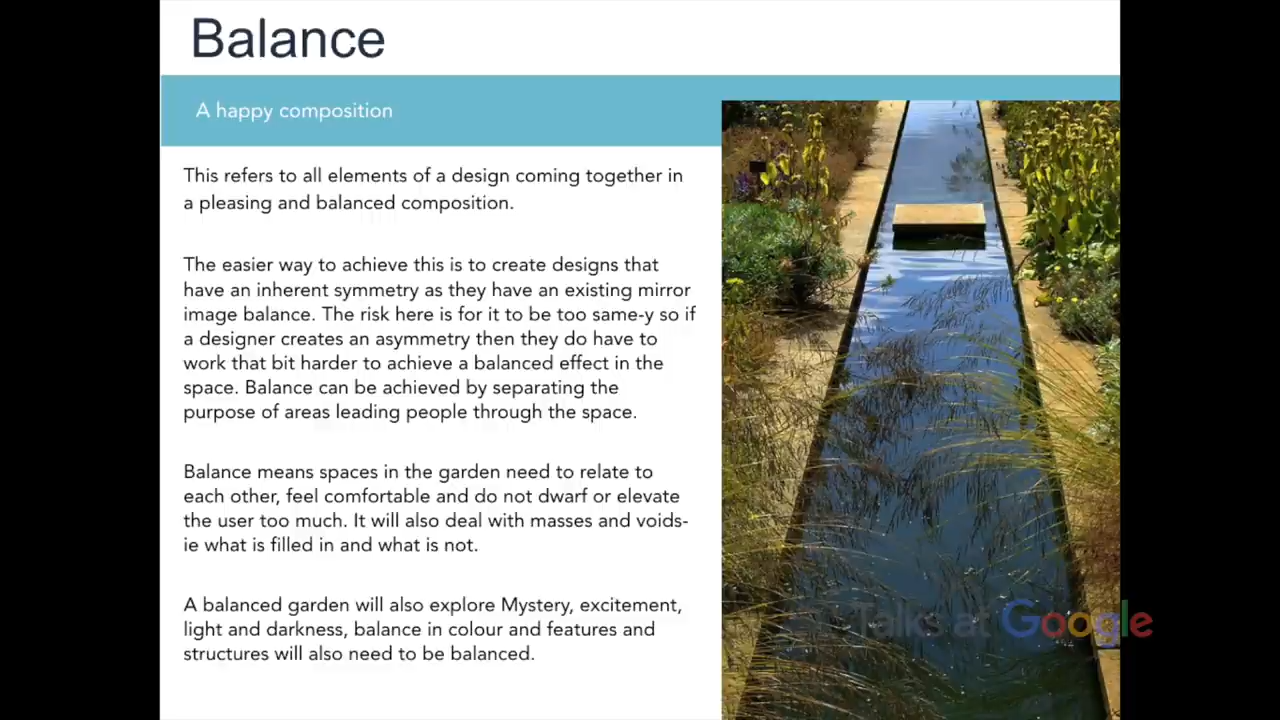 Balance
A happy composition
This refers to all elements of a design coming together in
a pleasing and balanced composition.
The easier way to achieve this is to create designs that
have an inherent symmetry as they have an existing mirror
image balance. The risk here is for it to be too same-y so if
a designer creates an asymmetry then they do have to
work that bit harder to achieve a balanced effect in the
space. Balance can be achieved by separating the
purpose of areas leading people through the space.
Balance means spaces in the garden need to relate to
each other, feel comfortable and do not dwarf or elevate
the user too much. It will also deal with masses and voids-
ie what is filled in and what is not.
A balanced garden will also explore Mystery, excitement,
light and darkness, balance in colour and features and
structures will also need to be balanced.
Talks at Google